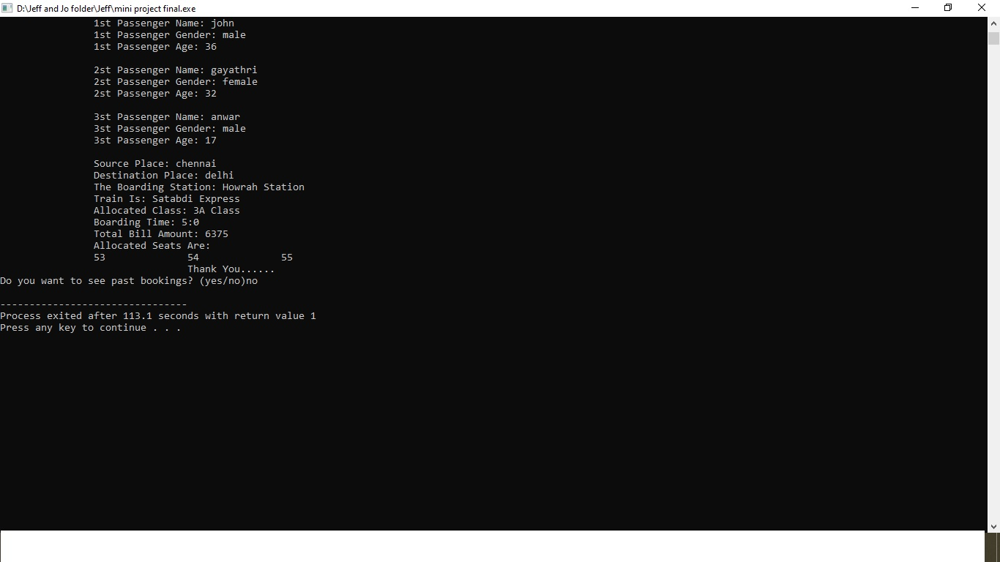 D:\Jeff and Jo folder\Jeff\mini project final.exe
1st Passenger Name: john
1st Passenger Gender: male
1st Passenger Age: 36
2st Passenger Name: gayathri
2st Passenger Gender: female
2st Passenger Age: 32
3st Passenger Name: anwar
3st Passenger Gender: male
3st Passenger Age: 17
Source Place: chennai
Destination Place: delhi
The Boarding Station: Howrah Station
Train Is: Satabdi Express
Allocated Class: 3A Class
Boarding Time: 5:0
Total Bill Amount: 6375
Allocated Seats Are:
53 54 55
Thank You......
Do you want to see past bookings? (yes/no)no
--------------------------------
Process exited after 113.1 seconds with return value 1
Press any key to continue . . .